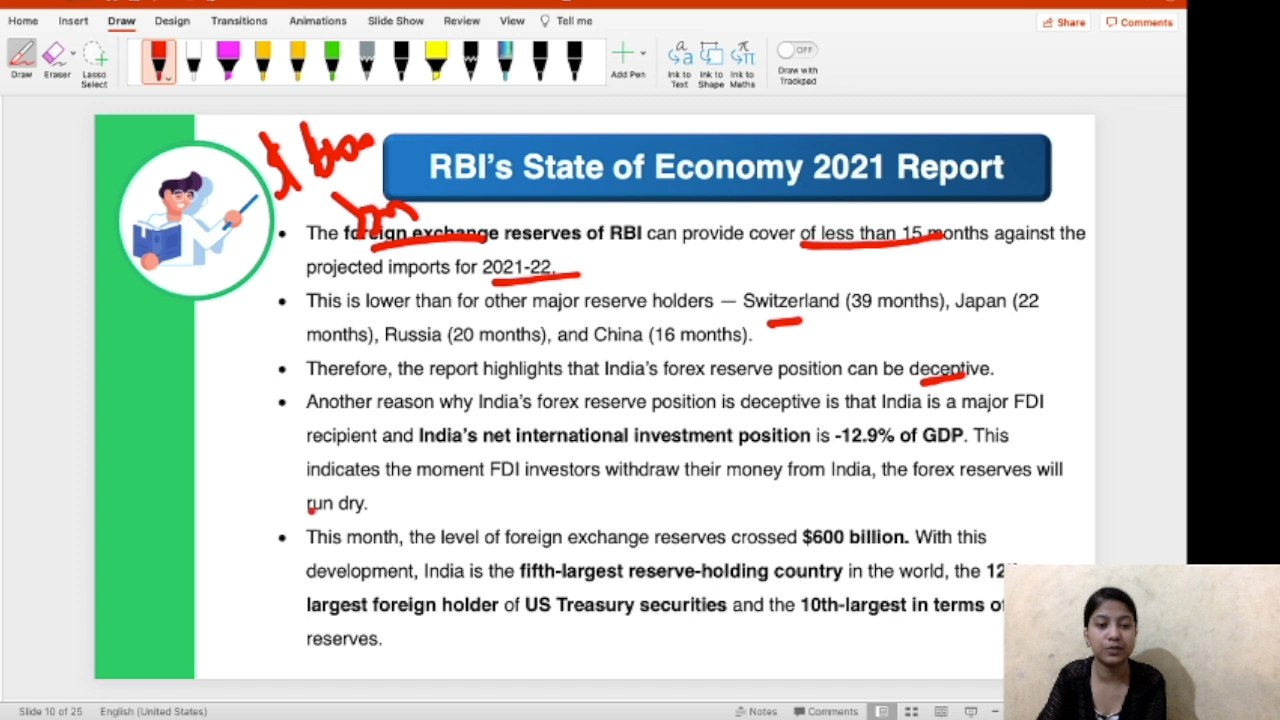 Home Insert Draw Design Transitions Animations Slide Show Review View Tell me Share Comments
Draw Eraser Lasso Select Add Pen Ink to Text Ink to Shape Ink to Maths OFF Draw with Trackpad
RBI's State of Economy 2021 Report
The foreign exchange reserves of RBI can provide cover of less than 15 months against the
projected imports for 2021-22.
This is lower than for other major reserve holders — Switzerland (39 months), Japan (22
months), Russia (20 months), and China (16 months).
Therefore, the report highlights that India's forex reserve position can be deceptive.
Another reason why India's forex reserve position is deceptive is that India is a major FDI
recipient and India's net international investment position is -12.9% of GDP. This
indicates the moment FDI investors withdraw their money from India, the forex reserves will
run dry.
This month, the level of foreign exchange reserves crossed $600 billion. With this
development, India is the fifth-largest reserve-holding country in the world, the
largest foreign holder of US Treasury securities and the 10th-largest in terms of
reserves.
Slide 10 of 25 English (United States) Notes Comments